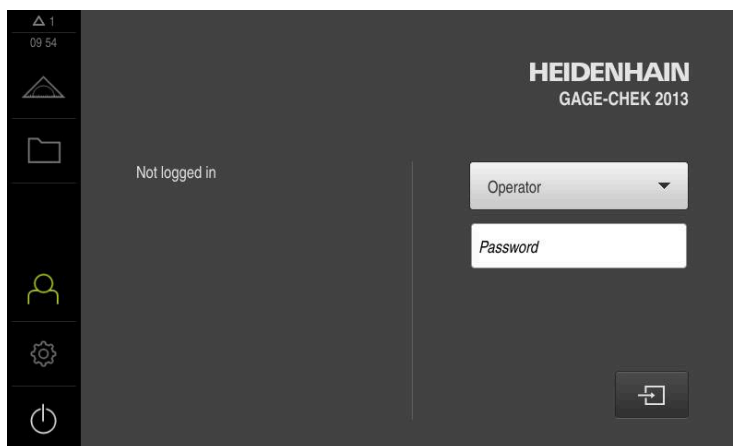 1
09 54
HEIDENHAIN
GAGE-CHEK 2013
Not logged in
Operator
Password